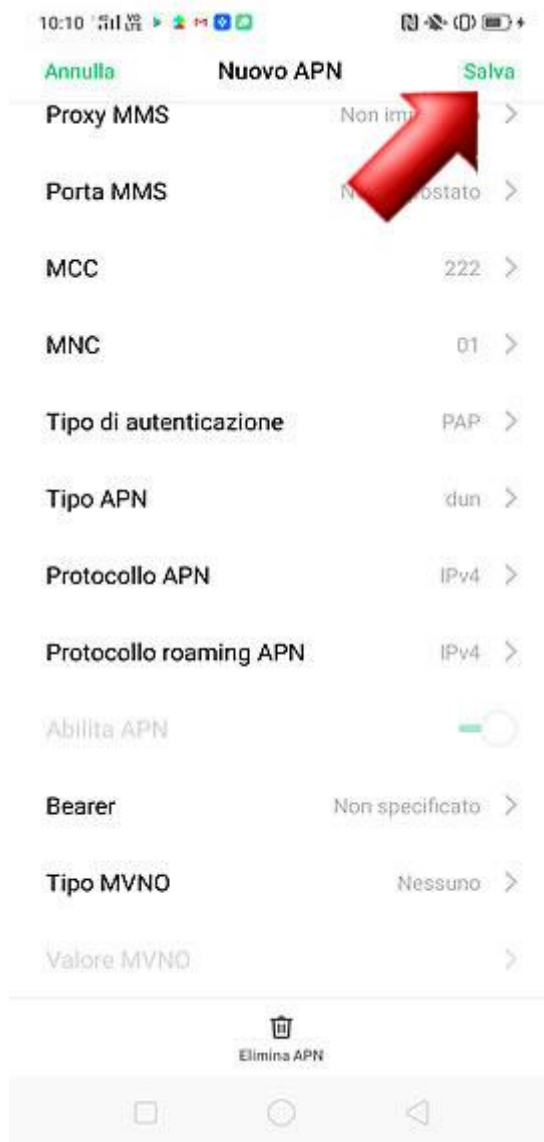 10:10
Annulla Nuovo APN Salva
Proxy MMS Non
Porta MMS
MCC 222
MNC 01
Tipo di autenticazione PAP
Tipo APN dun
Protocollo APN IPv4
Protocollo roaming APN IPv4
Abilita APN
Bearer Non specificato
Tipo MVNO Nessuno
Valore MVNO
Elimina APN